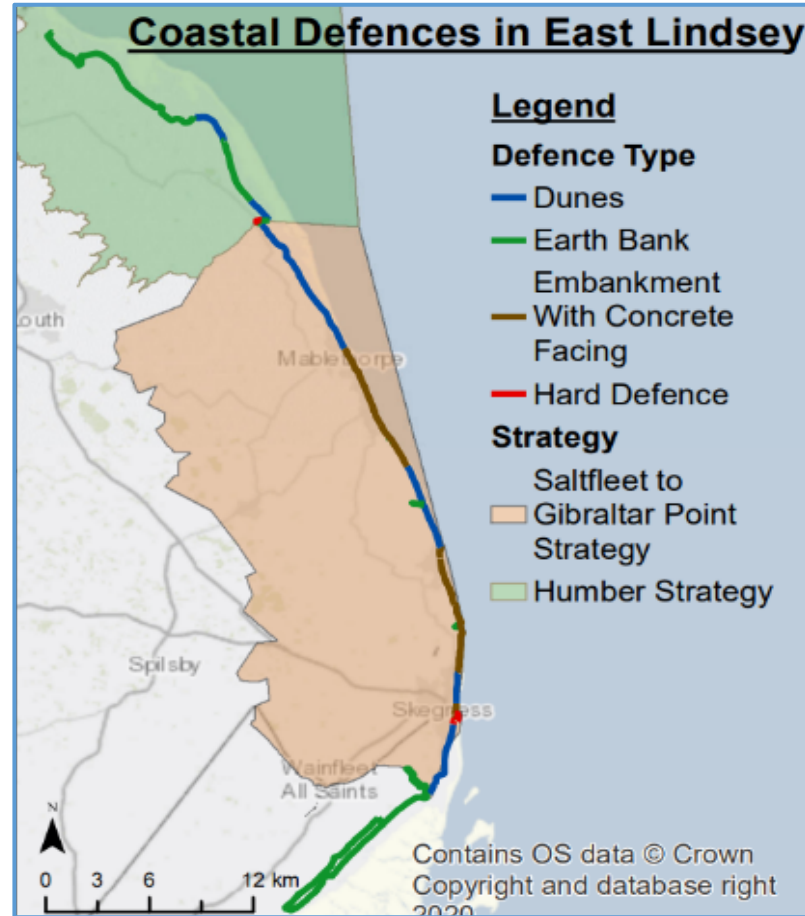 Coastal Defences in East Lindsey
Legend
Defence Type
Dunes
Earth Bank
Embankment
With Concrete
Facing
Hard Defence
Strategy
Saltfleet to
Gibraltar Point
Strategy
Humber Strategy
outh
Mablethorpe
Spilsby
Skegness
Wainfleet
All Saints
N
0 3 6 12 km
Contains OS data © Crown
Copyright and database right
2020